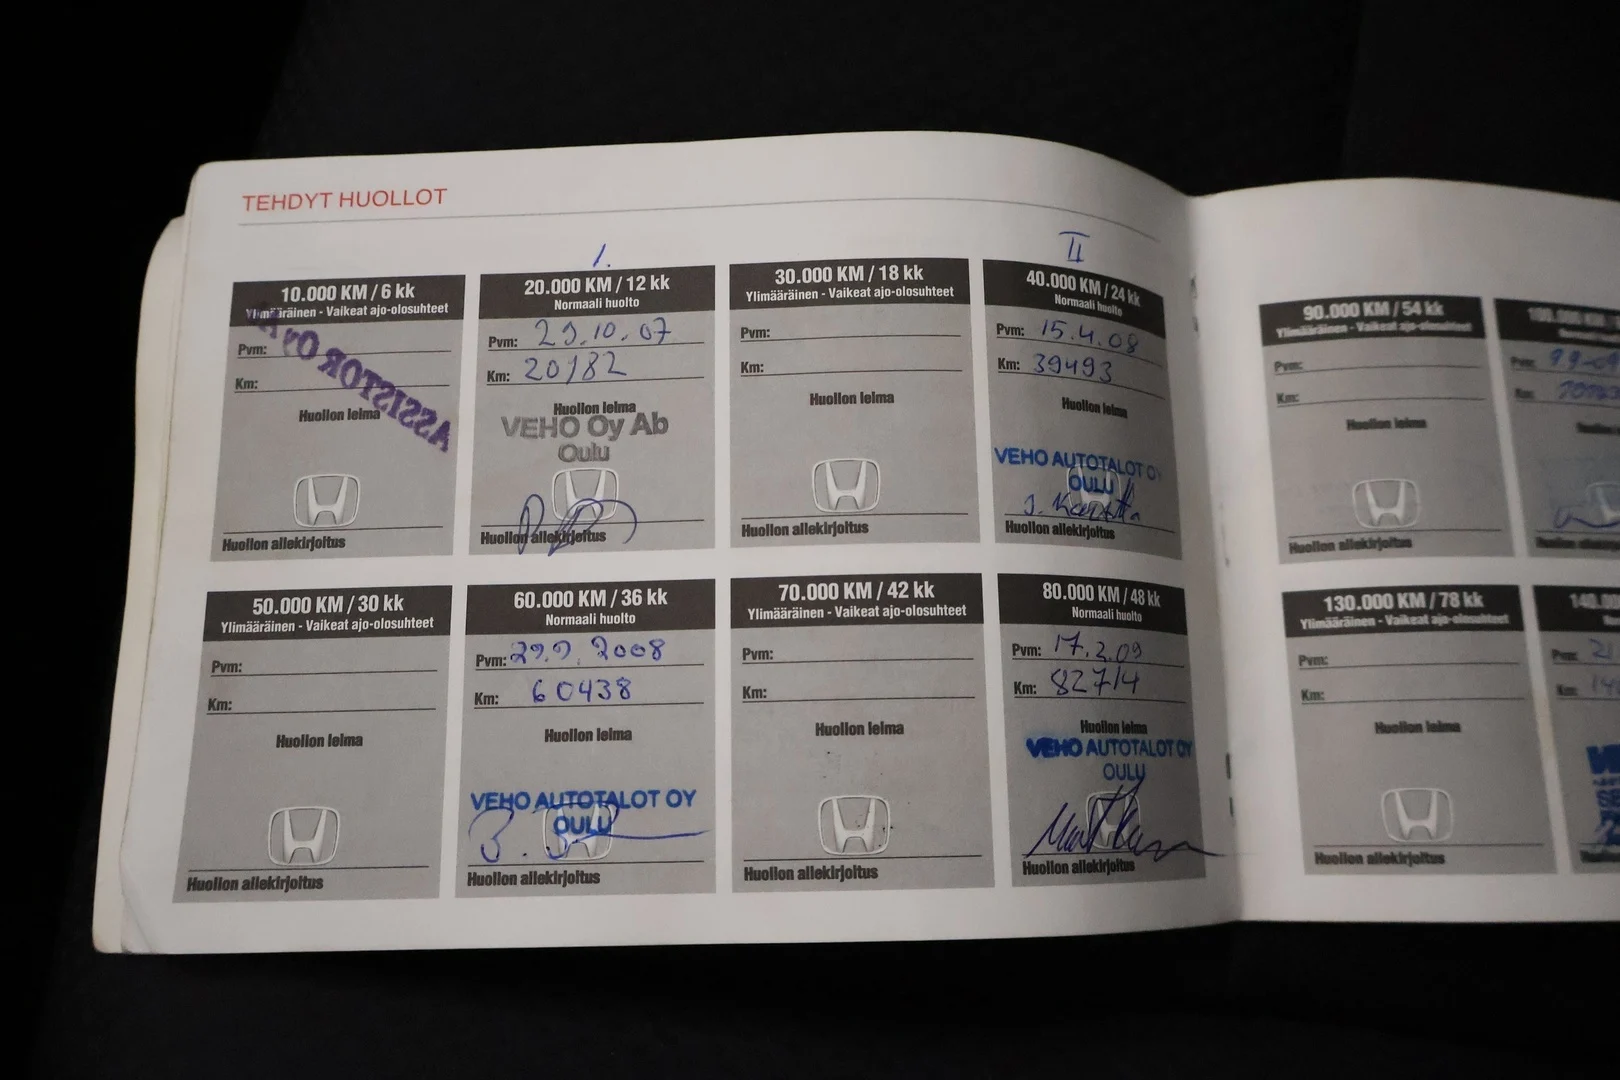 TEHDYT HUOLLOT
I.
II
10.000 KM / 6 kk
Ylimääräinen - Vaikeat ajo-olosuhteet
Pvm:
Km:
Huollon leima
ASSISTOR OY
Huollon allekirjoitus
20.000 KM / 12 kk
Normaali huolto
Pvm: 29.10.07
Km: 20182
Huollon leima
VEHO Oy Ab
Oulu
Huollon allekirjoitus
30.000 KM / 18 kk
Ylimääräinen - Vaikeat ajo-olosuhteet
Pvm:
Km:
Huollon leima
Huollon allekirjoitus
40.000 KM / 24 kk
Normaali huolto
Pvm: 15.4.08
Km: 39493
Huollon leima
VEHO AUTOTALOT OY
OULU
Huollon allekirjoitus
50.000 KM / 30 kk
Ylimääräinen - Vaikeat ajo-olosuhteet
Pvm:
Km:
Huollon leima
Huollon allekirjoitus
60.000 KM / 36 kk
Normaali huolto
Pvm: 29.9.2008
Km: 60438
Huollon leima
VEHO AUTOTALOT OY
OULU
Huollon allekirjoitus
70.000 KM / 42 kk
Ylimääräinen - Vaikeat ajo-olosuhteet
Pvm:
Km:
Huollon leima
Huollon allekirjoitus
80.000 KM / 48 kk
Normaali huolto
Pvm: 17.2.09
Km: 82714
Huollon leima
VEHO AUTOTALOT OY
OULU
Huollon allekirjoitus
90.000 KM / 54 kk
Ylimääräinen - Vaikeat ajo-olosuhteet
Pvm:
Km:
Huollon leima
Huollon allekirjoitus
Pvm:
Km:
130.000 KM / 78 kk
Ylimääräinen - Vaikeat ajo-olosuhteet
Pvm:
Km:
Huollon leima
Huollon allekirjoitus
Pvm:
Km: